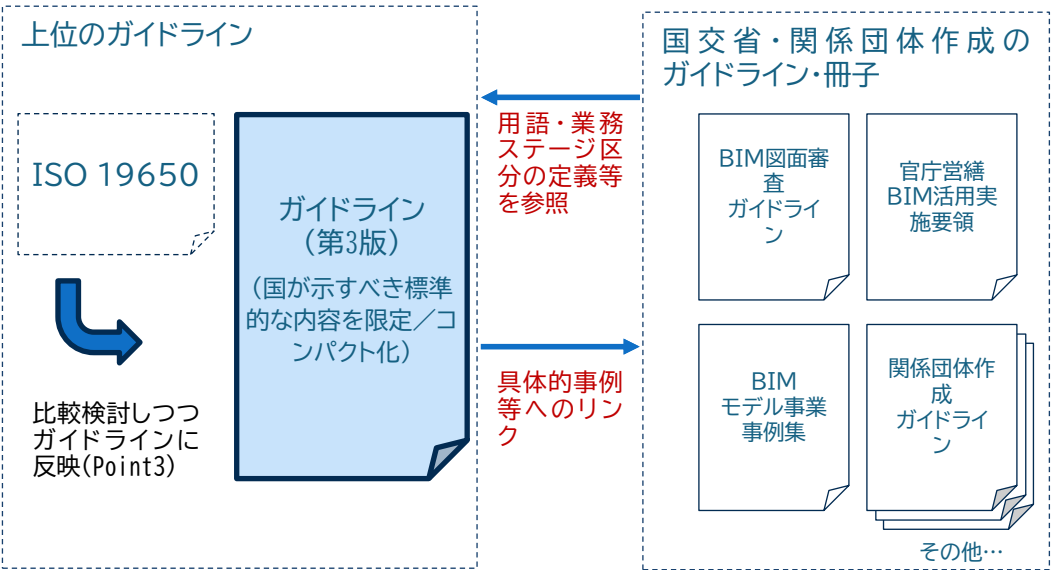 上位のガイドライン
ISO 19650
ガイドライン
（第3版）
（国が示すべき標準
的な内容を限定／コ
ンパクト化）
比較検討しつつ
ガイドラインに
反映(Point3)
用語・業務
ステージ区
分の定義等
を参照
具体的事例
等へのリン
ク
国交省・関係団体作成の
ガイドライン・冊子
BIM図面審
査
ガイドライ
ン
官庁営繕
BIM活用実
施要領
BIM
モデル事業
事例集
関係団体作
成
ガイドライ
ン
その他…